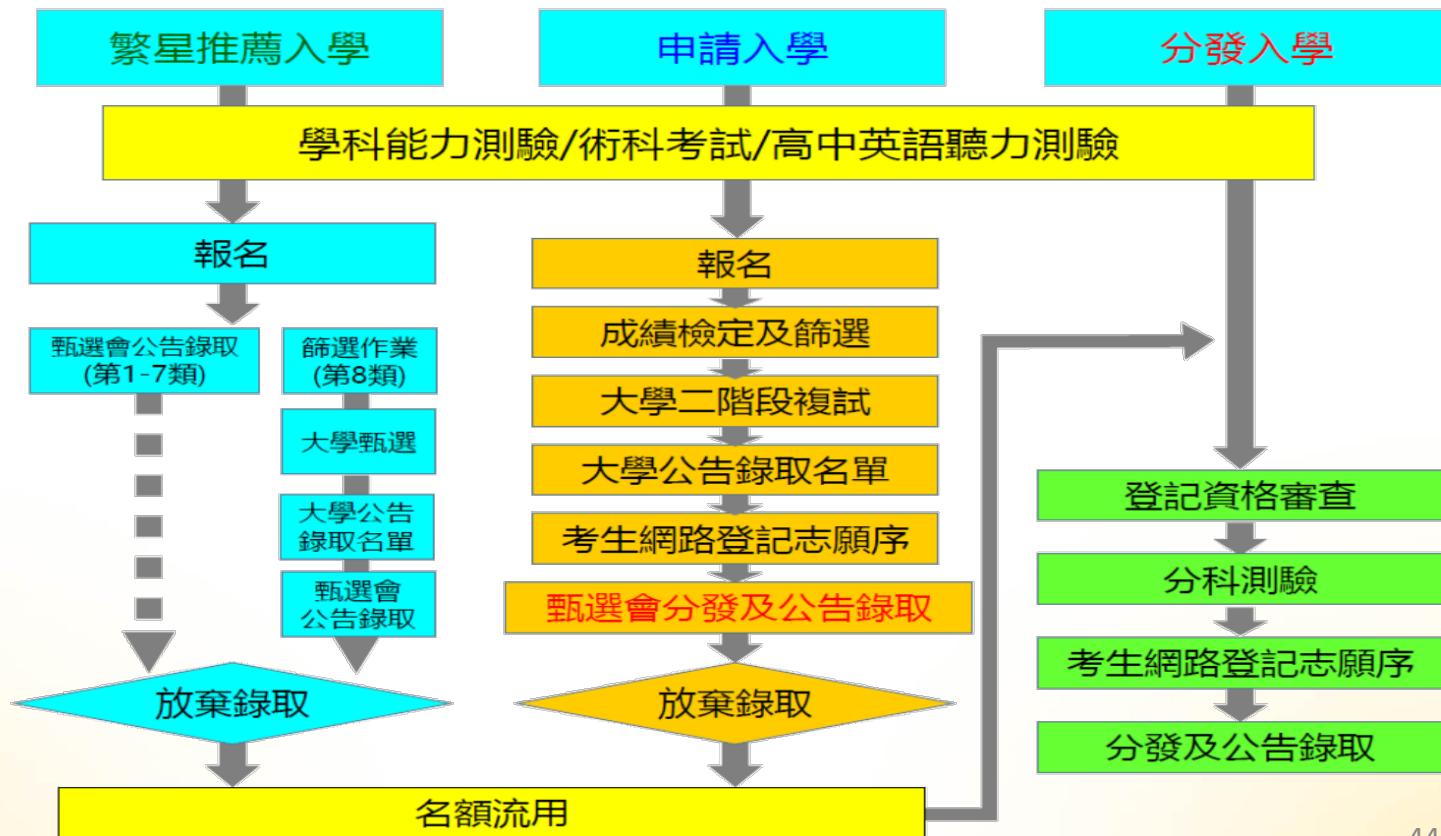 繁星推薦入學
申請入學
分發入學
學科能力測驗/術科考試/高中英語聽力測驗
報名
甄選會公告錄取
(第1-7類)
篩選作業
(第8類)
大學甄選
大學公告
錄取名單
甄選會
公告錄取
放棄錄取
報名
成績檢定及篩選
大學二階段複試
大學公告錄取名單
考生網路登記志願序
甄選會分發及公告錄取
放棄錄取
登記資格審查
分科測驗
考生網路登記志願序
分發及公告錄取
名額流用
44